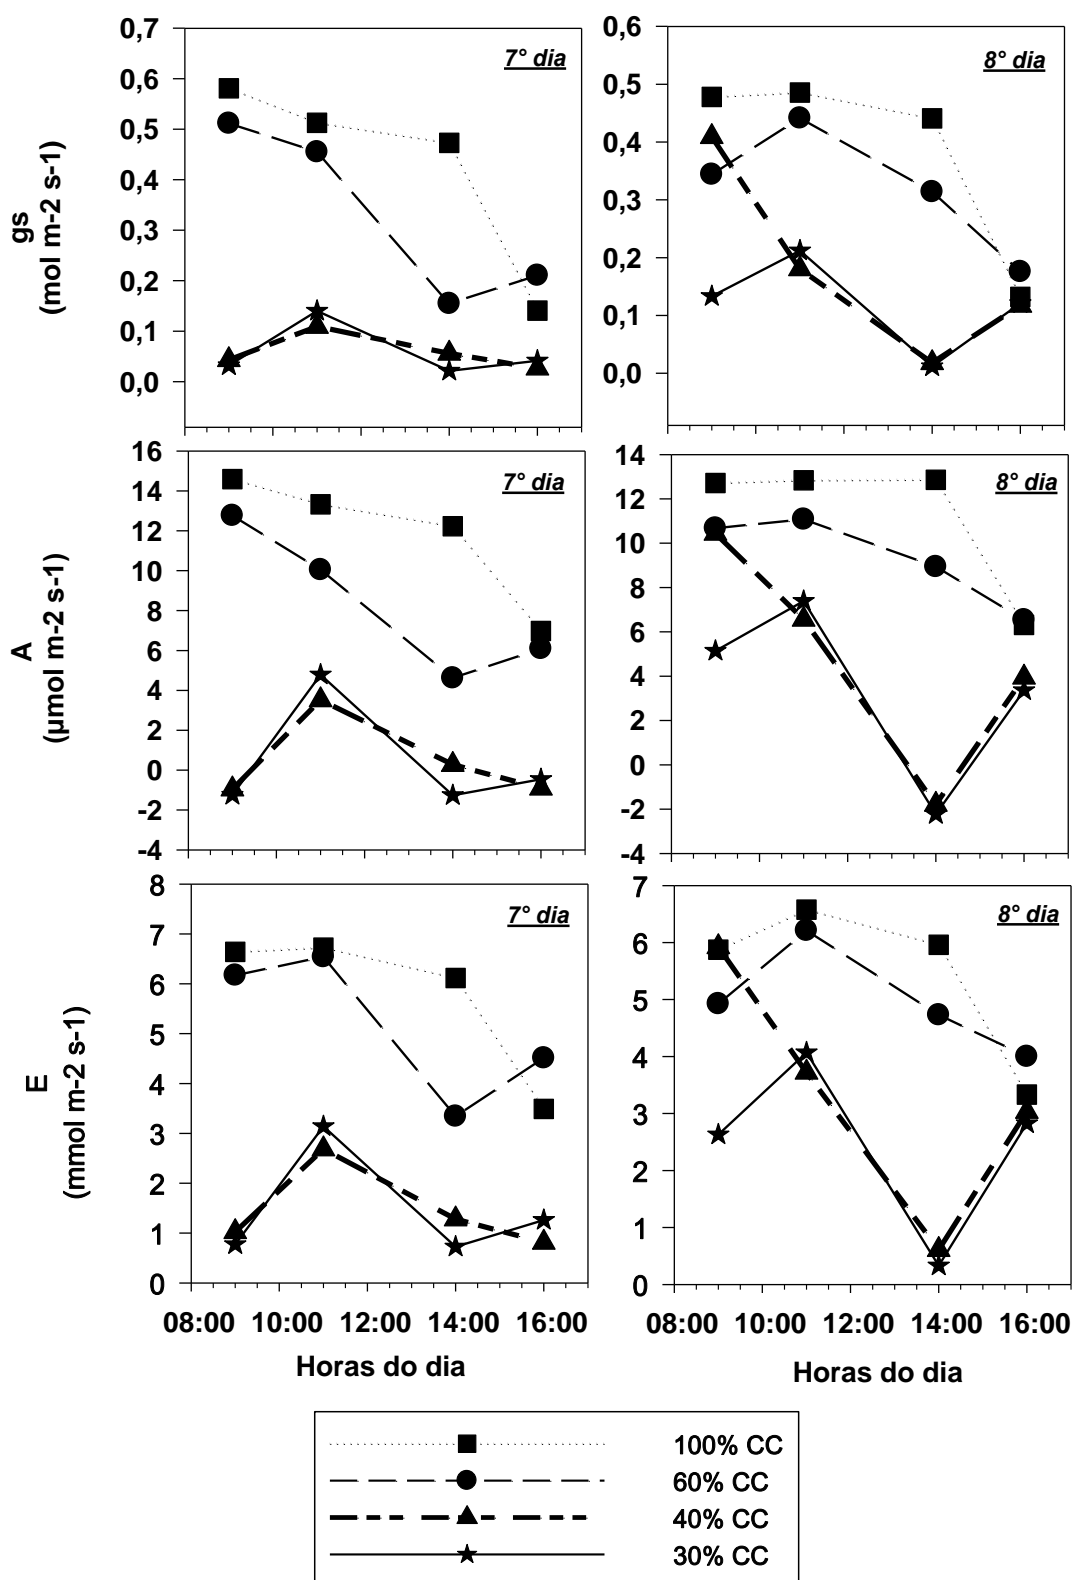 0,7
0,6
0,5
0,4
0,3
0,2
0,1
0,0
gs
(mol m-2 s-1)
7° dia
0,6
0,5
0,4
0,3
0,2
0,1
0,0
8° dia
16
14
12
10
8
6
4
2
0
-2
-4
A
(µmol m-2 s-1)
7° dia
14
12
10
8
6
4
2
0
-2
-4
8° dia
8
7
6
5
4
3
2
1
0
E
(mmol m-2 s-1)
7° dia
08:00 10:00 12:00 14:00 16:00
Horas do dia
7
6
5
4
3
2
1
0
8° dia
08:00 10:00 12:00 14:00 16:00
Horas do dia
100% CC
60% CC
40% CC
30% CC